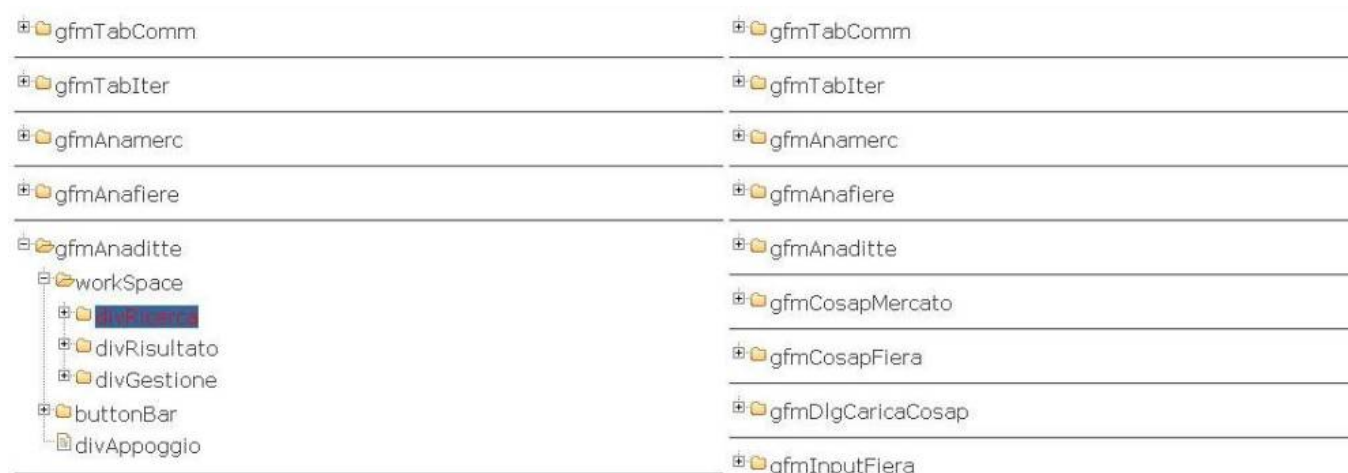 gfmTabComm
gfmTabIter
gfmAnamerc
gfmAnafiere
gfmAnaditte
workSpace
divRicerca
divRisultato
divGestione
buttonBar
divAppoggio
gfmTabComm
gfmTabIter
gfmAnamerc
gfmAnafiere
gfmAnaditte
gfmCosapMercato
gfmCosapFiera
gfmDlgCaricaCosap
gfmInputFiera